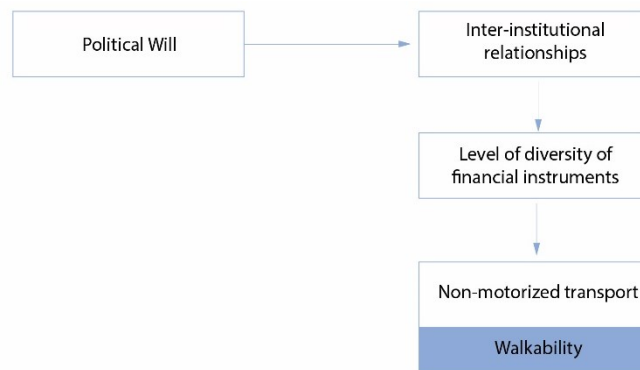 Political Will
Inter-institutional
relationships
Level of diversity of
financial instruments
Non-motorized transport
Walkability